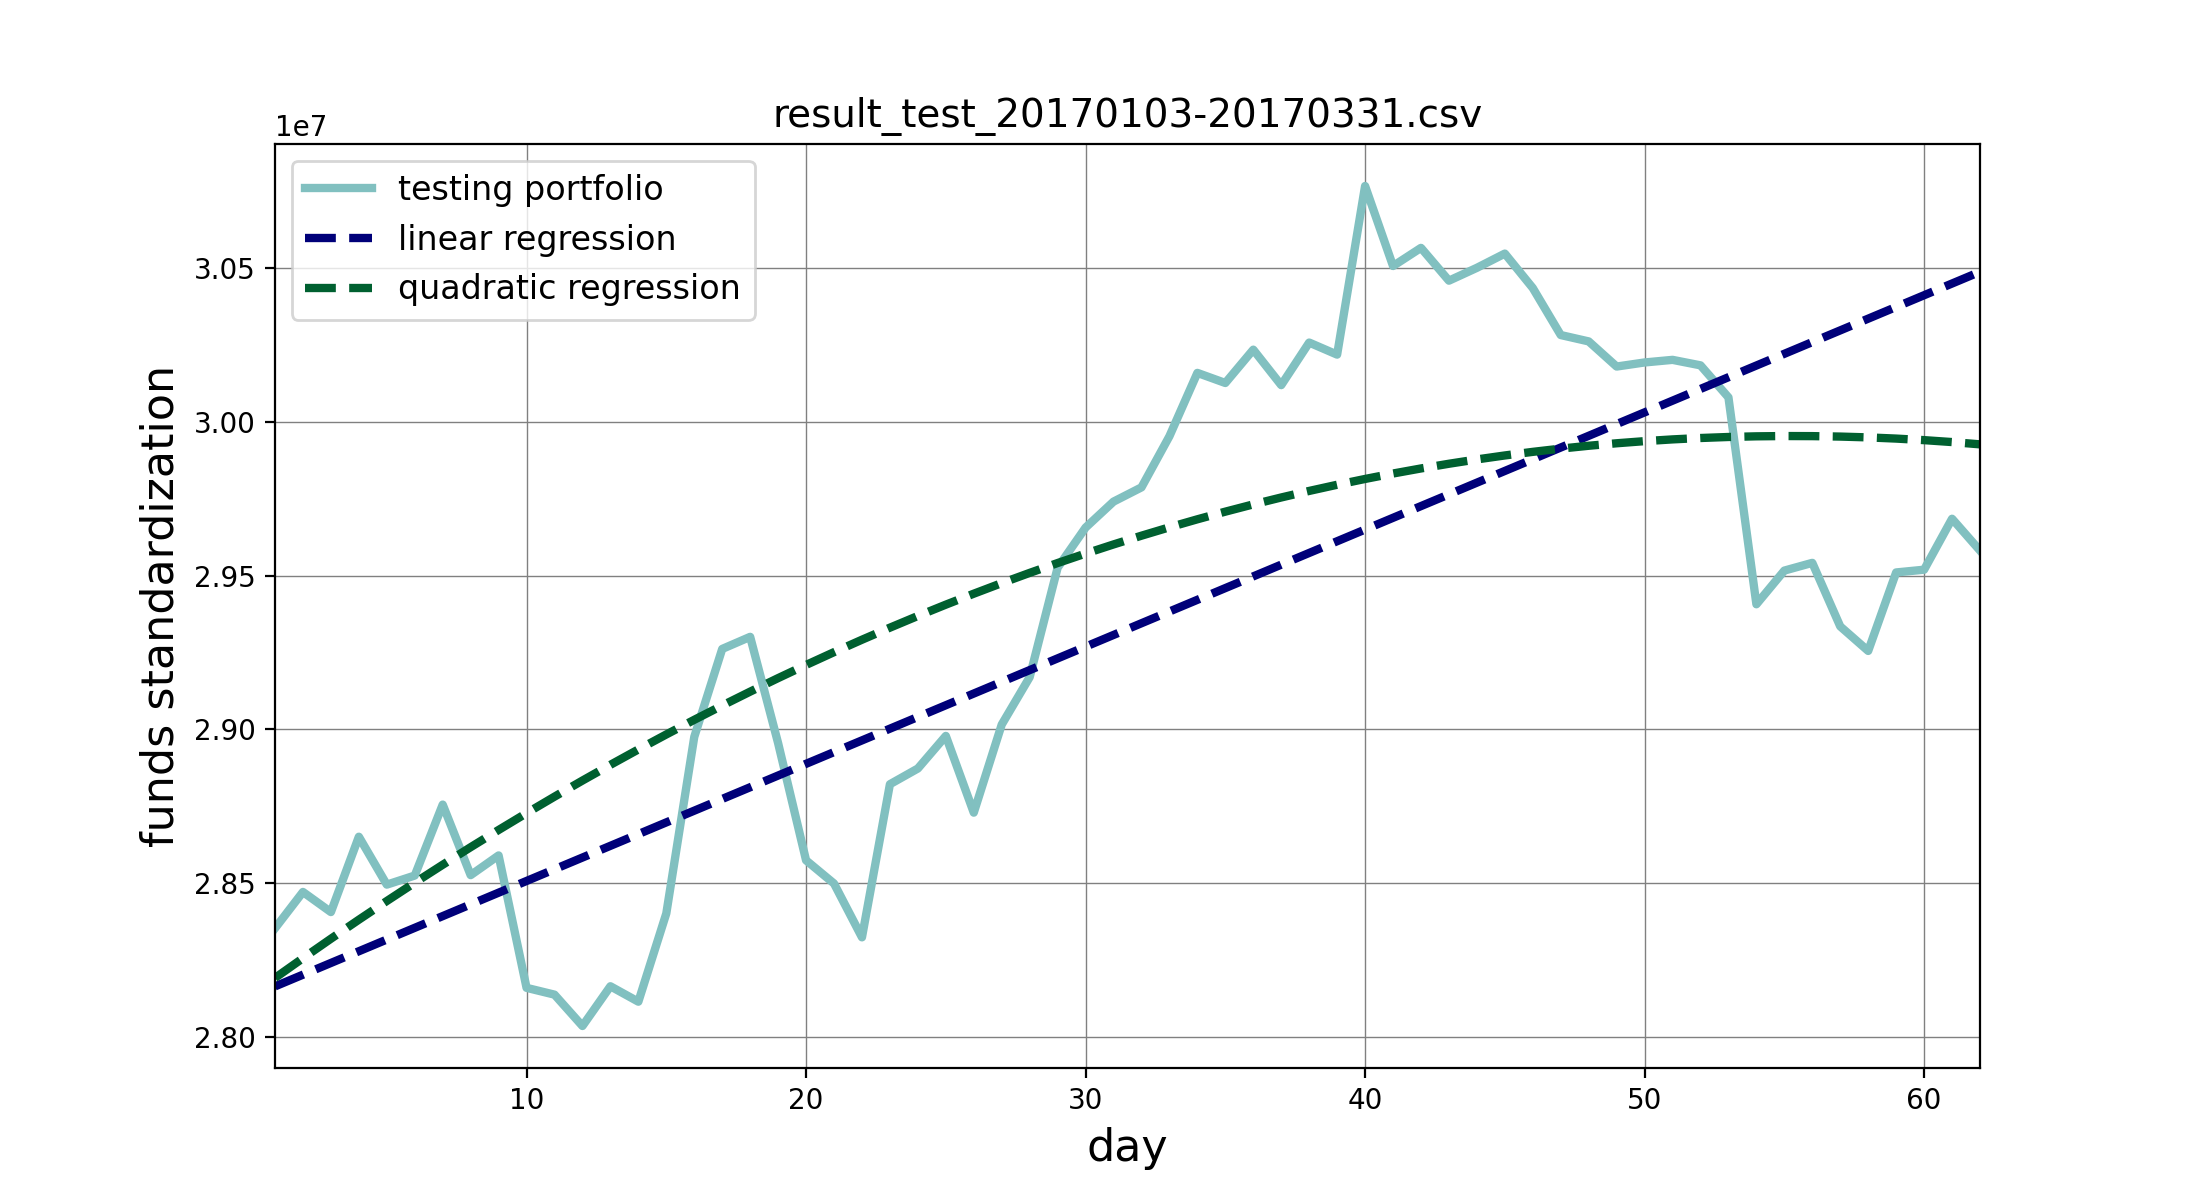 result_test_20170103-20170331.csv
1e7
testing portfolio
linear regression
quadratic regression
3.05
3.00
2.95
2.90
2.85
2.80
funds standardization
10 20 30 40 50 60
day